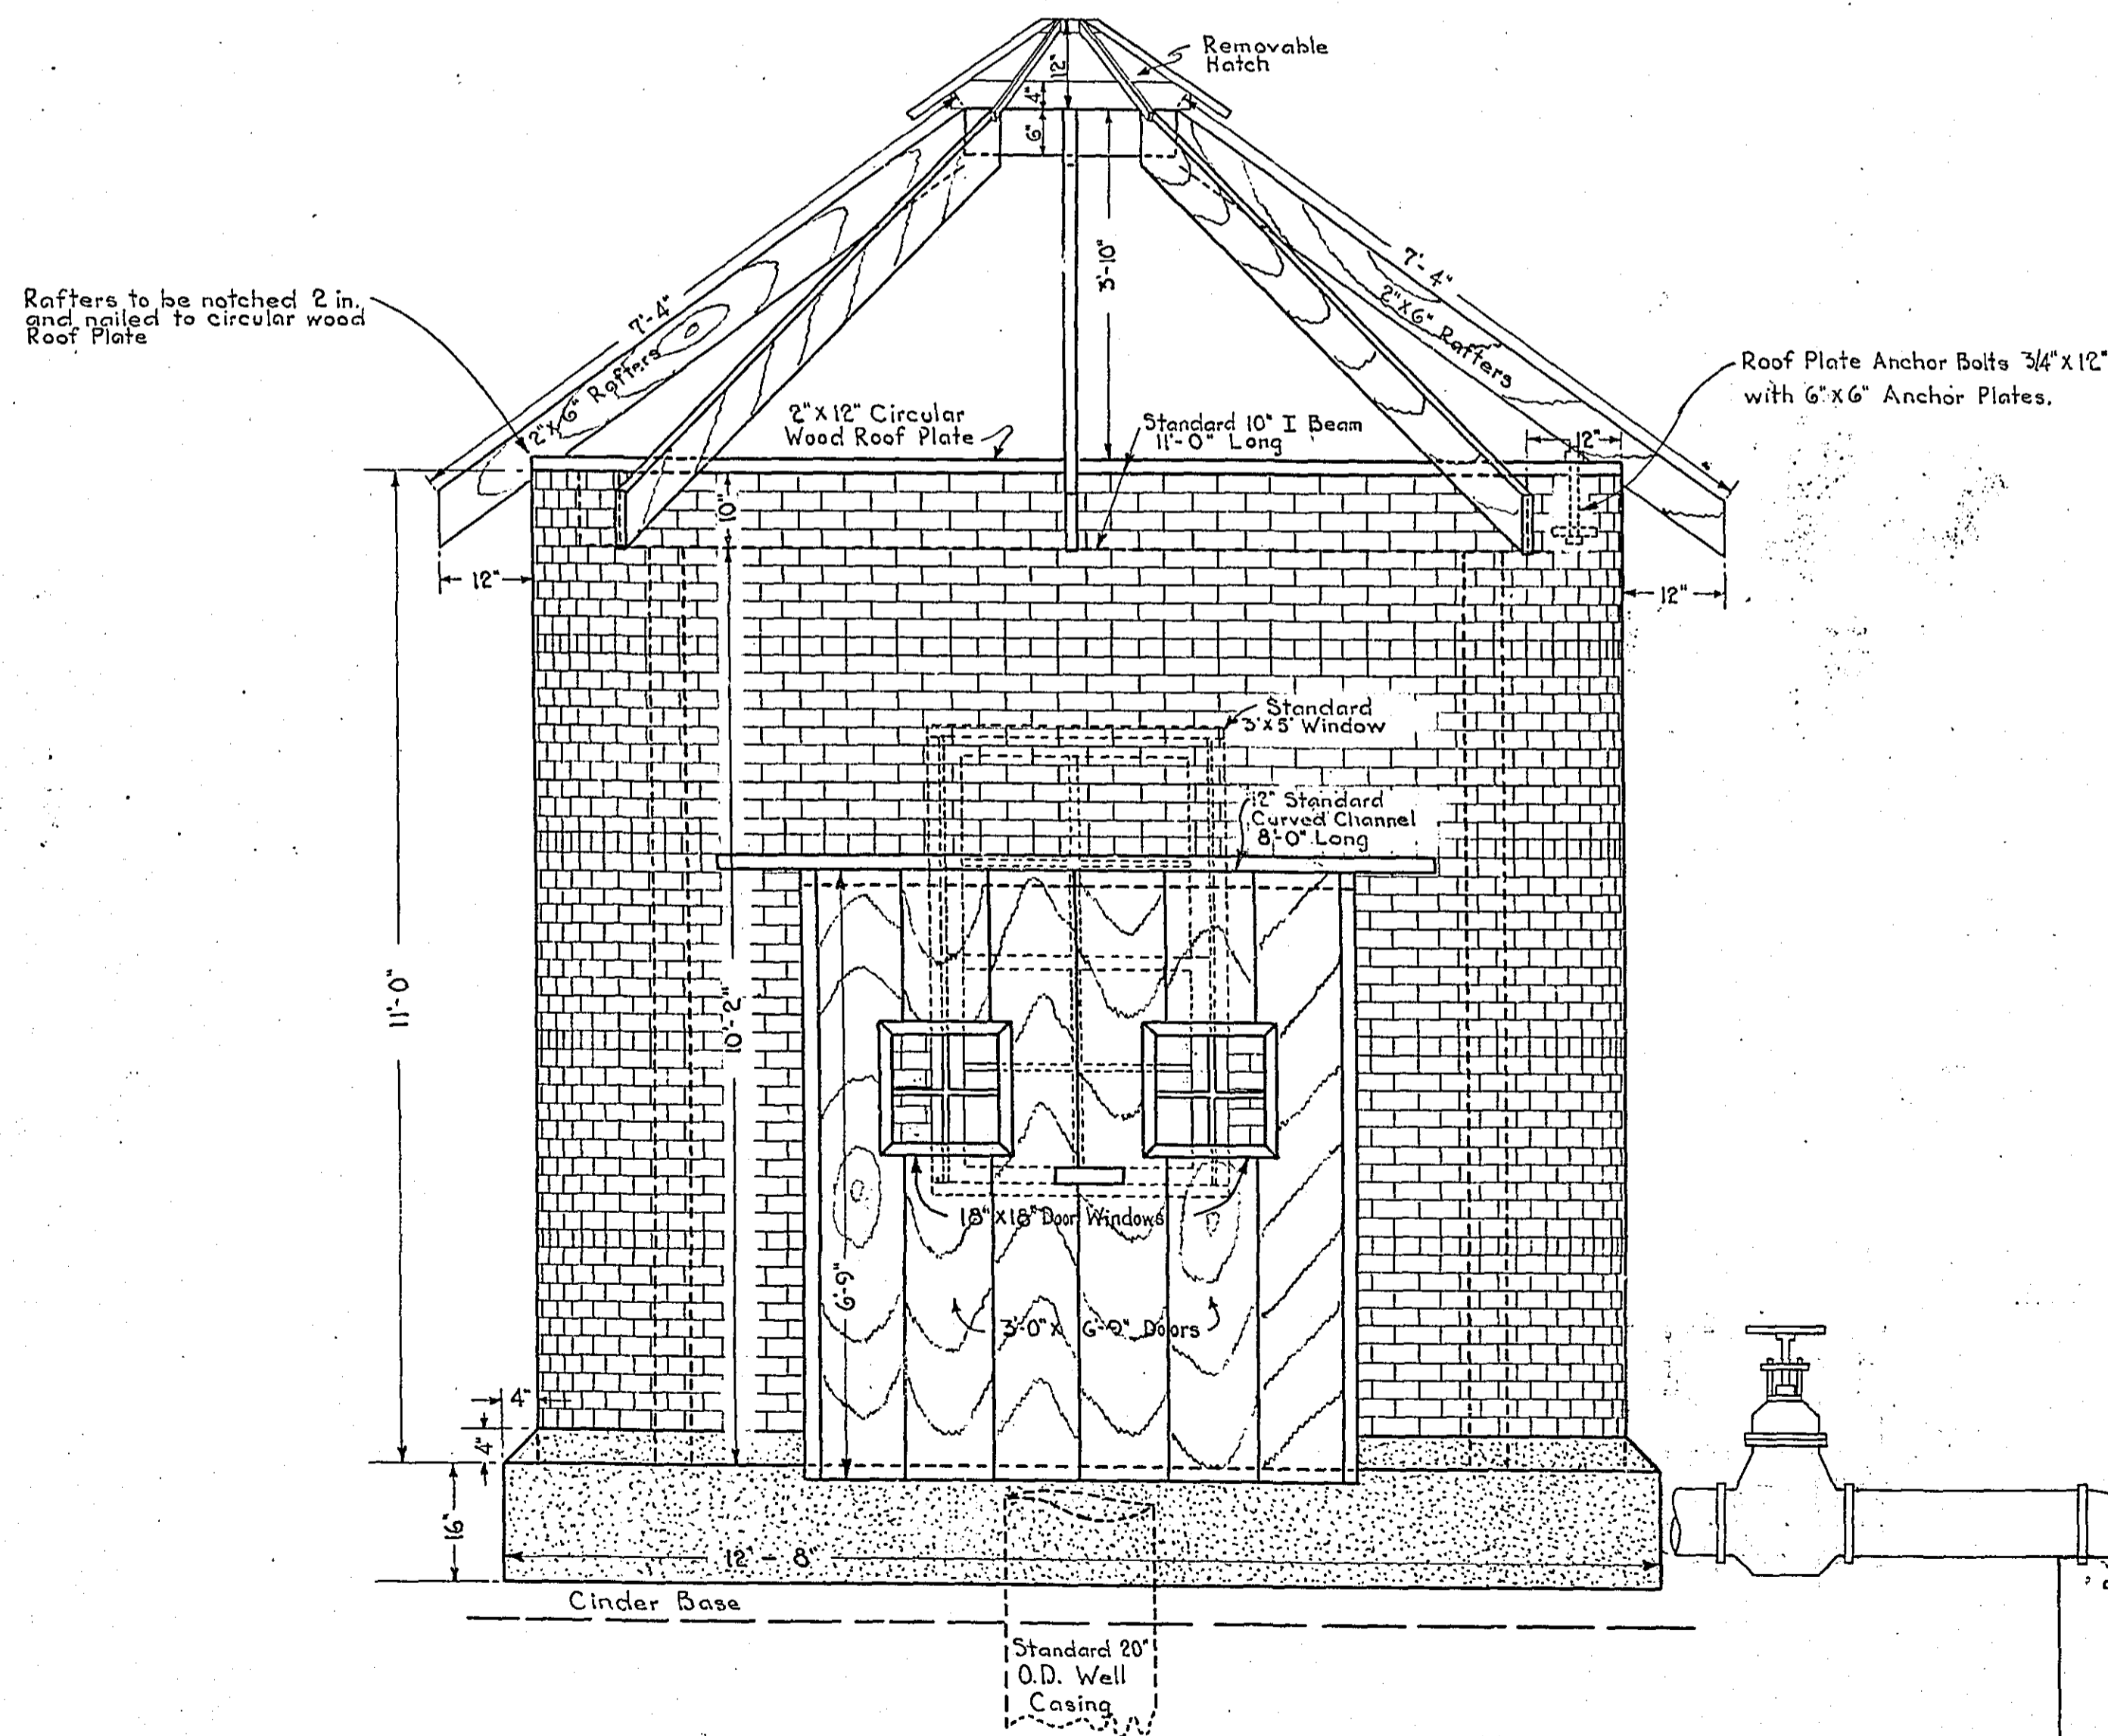 Removable
Hatch
12"
4"
6"
3'-10"
7'-4"
7'-4"
2"X6" Rafters
2"X6" Rafters
Rafters to be notched 2 in.
and nailed to circular wood
Roof Plate
Roof Plate Anchor Bolts 3/4"X12"
with 6"X6" Anchor Plates.
2"X12" Circular
Wood Roof Plate
Standard 10" I Beam
11'-0" Long
12"
10"
12"
12"
Standard
3'X5' Window
12" Standard
Curved Channel
8'-0" Long
11'-0"
10'-2"
18"X18" Door Windows
6'-9"
3'-0" X 6'-9" Doors
4"
4"
16"
12' - 8"
Cinder Base
Standard 20"
O.D. Well
Casing